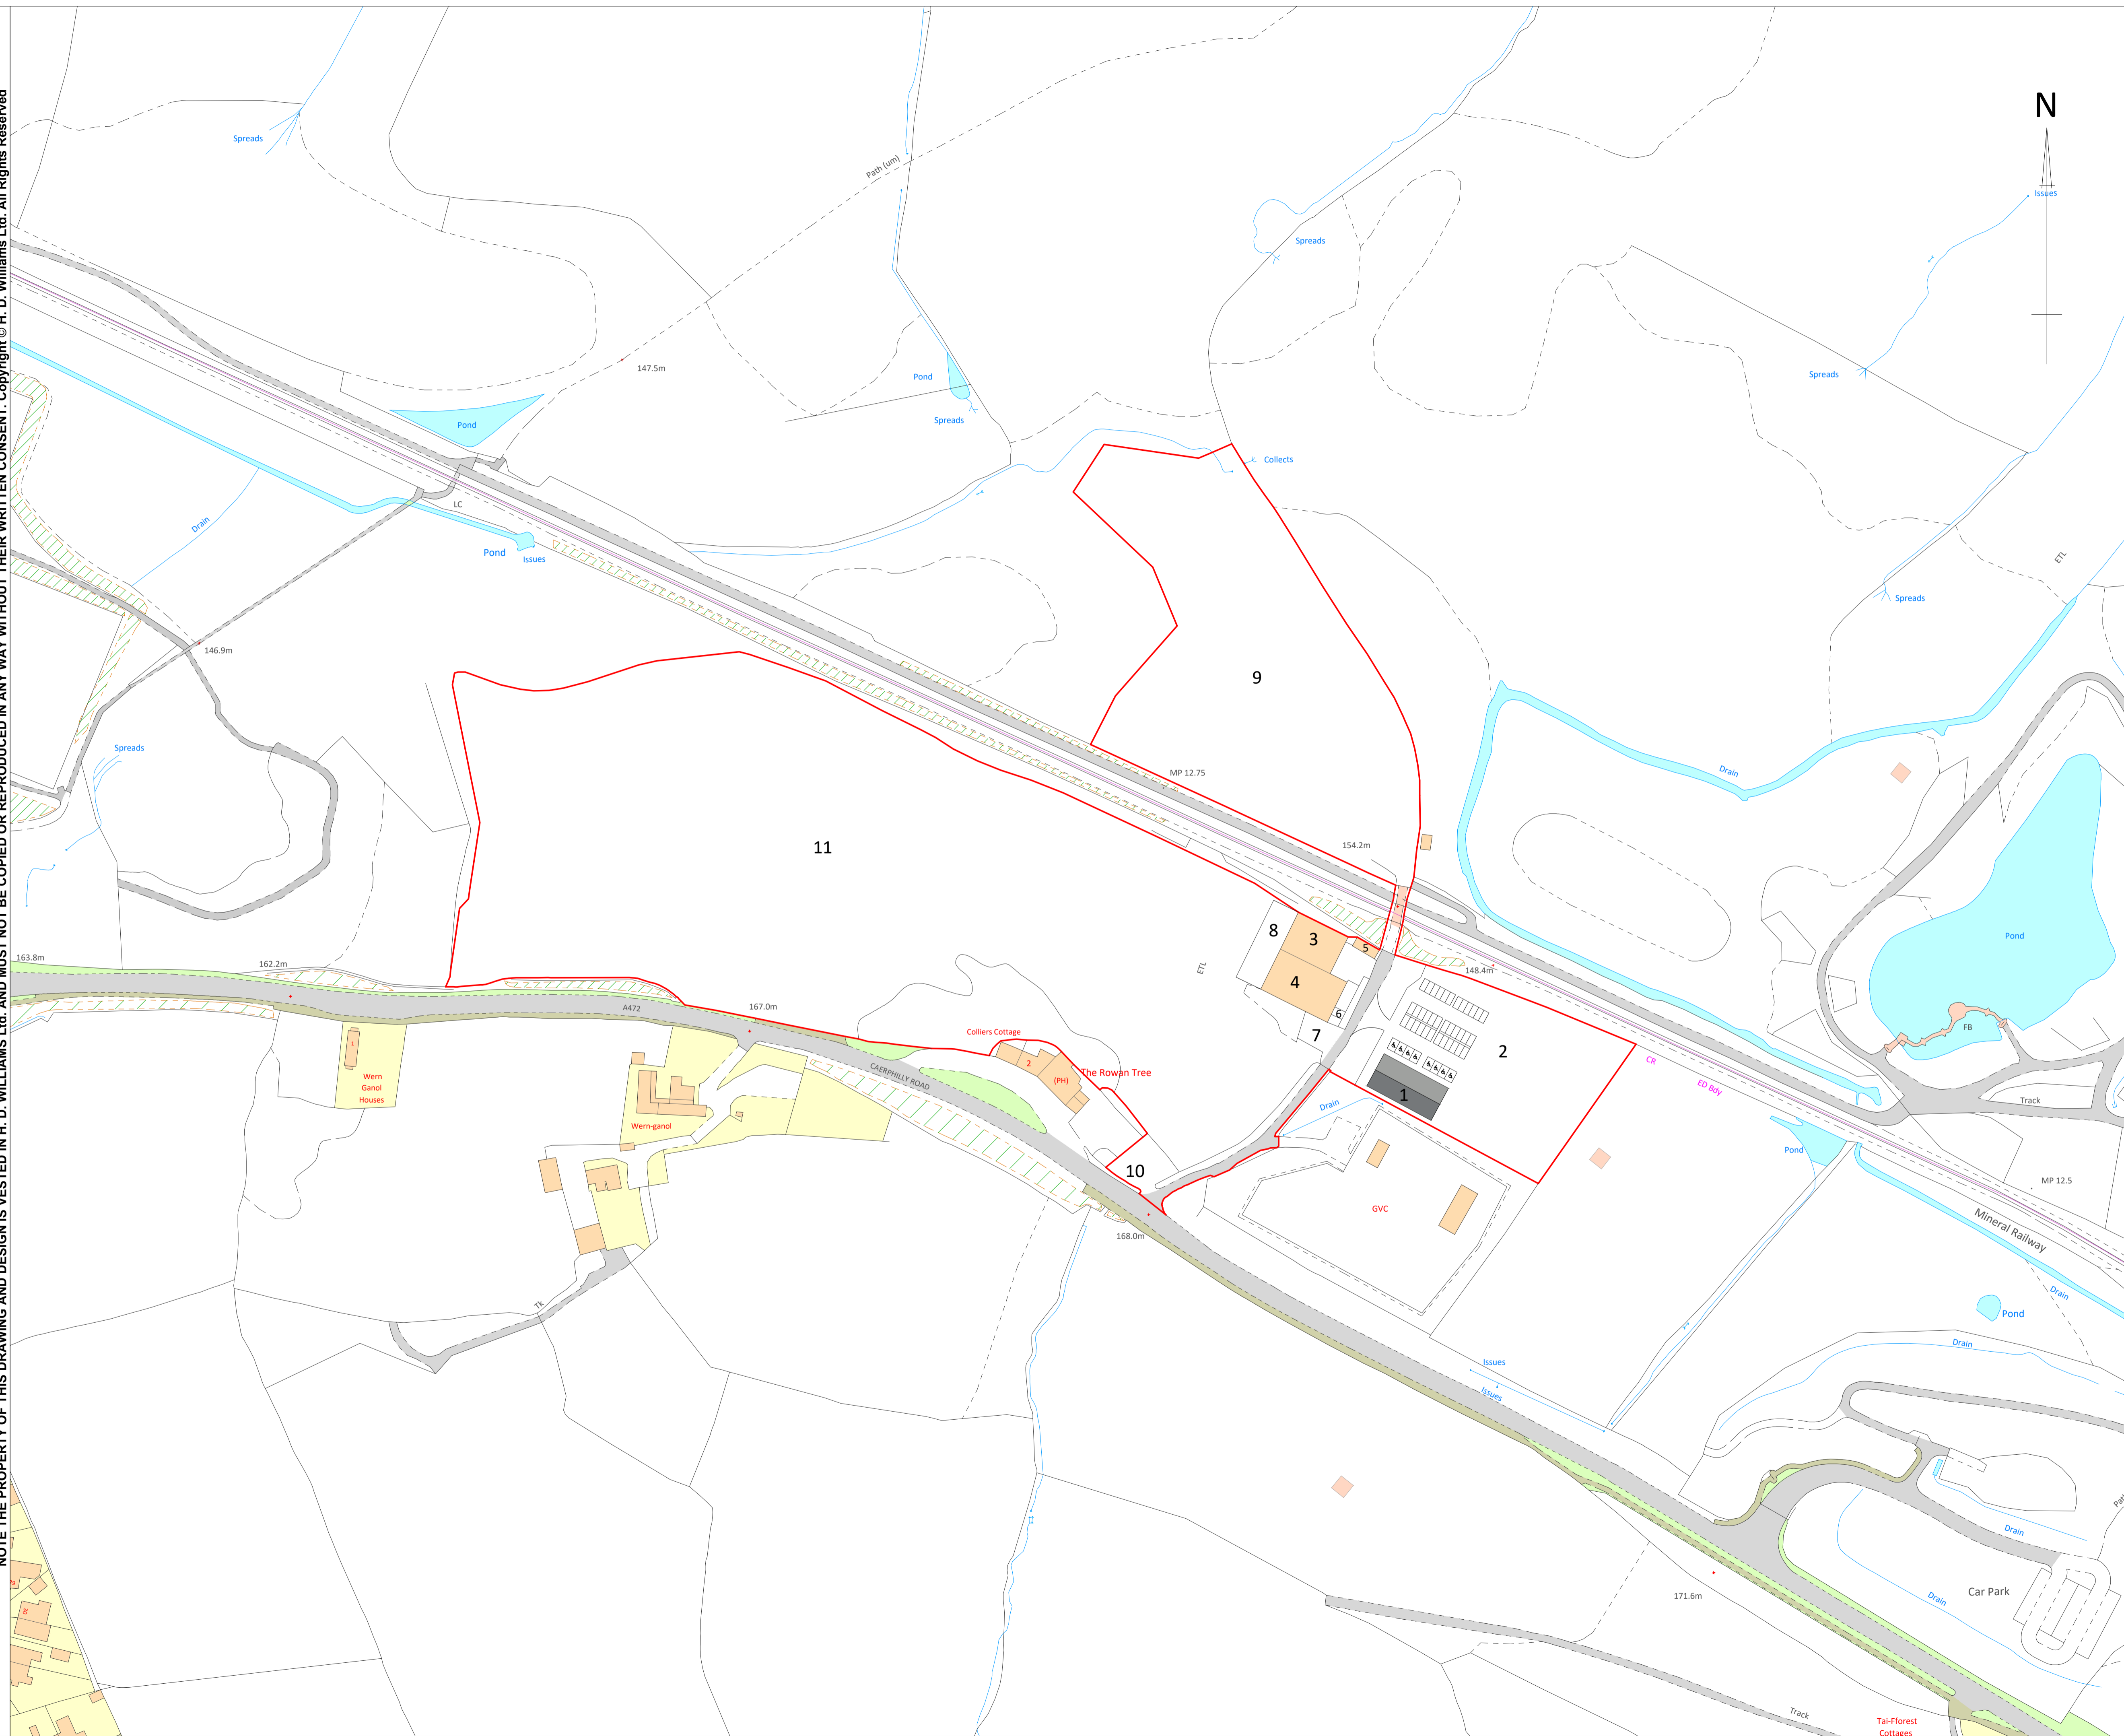 NOTE THE PROPERTY OF THIS DRAWING AND DESIGN IS VESTED IN H. D. WILLIAMS Ltd. AND MUST NOT BE COPIED OR REPRODUCED IN ANY WAY WITHOUT THEIR WRITTEN CONSENT. Copyright © H. D. Williams Ltd. All Rights Reserved
N
Spreads
Path (um)
Issues
Spreads
147.5m
Pond
Spreads
Spreads
Pond
Collects
LC
Drain
Pond
Issues
ETL
Spreads
146.9m
9
Spreads
MP 12.75
Drain
11
154.2m
8
3
5
4
6
7
ETL
148.4m
2
1
Pond
FB
163.8m
162.2m
A472
167.0m
Colliers Cottage
2
(PH)
The Rowan Tree
CAERPHILLY ROAD
CR
ED Bdy
Track
1
Wern
Ganol
Houses
Wern-ganol
Drain
Pond
10
MP 12.5
GVC
168.0m
Mineral Railway
Drain
Tk
Pond
Drain
Issues
Issues
Drain
Car Park
Drain
171.6m
32
Track
Tai-Fforest
Cottages